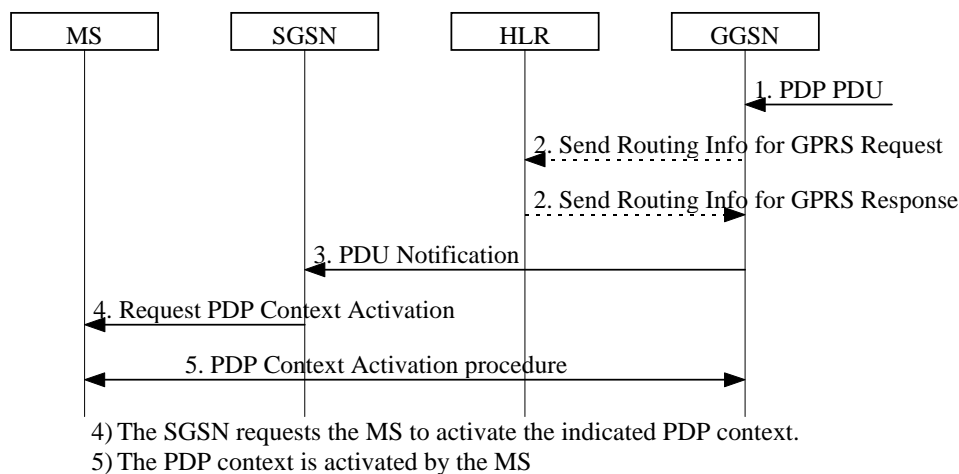 MS
SGSN
HLR
GGSN
1. PDP PDU
2. Send Routing Info for GPRS Request
2. Send Routing Info for GPRS Response
3. PDU Notification
4. Request PDP Context Activation
5. PDP Context Activation procedure
4) The SGSN requests the MS to activate the indicated PDP context.
5) The PDP context is activated by the MS